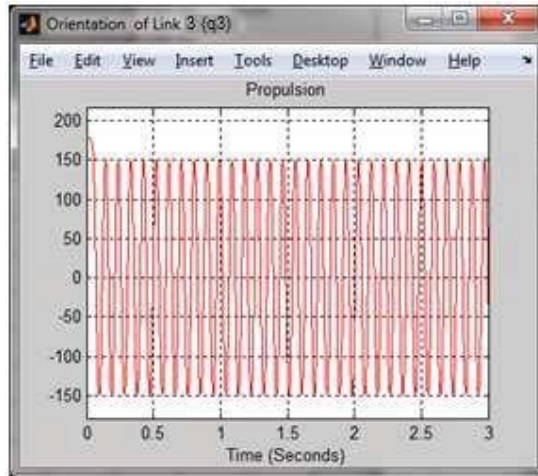 Orientation of Link 3 {q3}
File Edit View Insert Tools Desktop Window Help
Propulsion
200
150
100
50
0
-50
-100
-150
0 0.5 1 1.5 2 2.5 3
Time (Seconds)